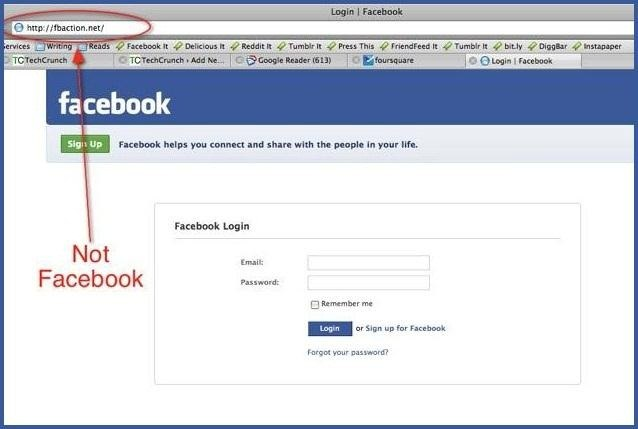 Login | Facebook
http://fbaction.net/
Services Writing Reads Facebook It Delicious It Reddit It Tumblr It Press This FriendFeed It Tumblr It bit.ly DiggBar Instapaper
TechCrunch TechCrunch › Add Ne... Google Reader (613) foursquare Login | Facebook
facebook
Sign Up Facebook helps you connect and share with the people in your life.
Not
Facebook
Facebook Login
Email:
Password:
Remember me
Login or Sign up for Facebook
Forgot your password?